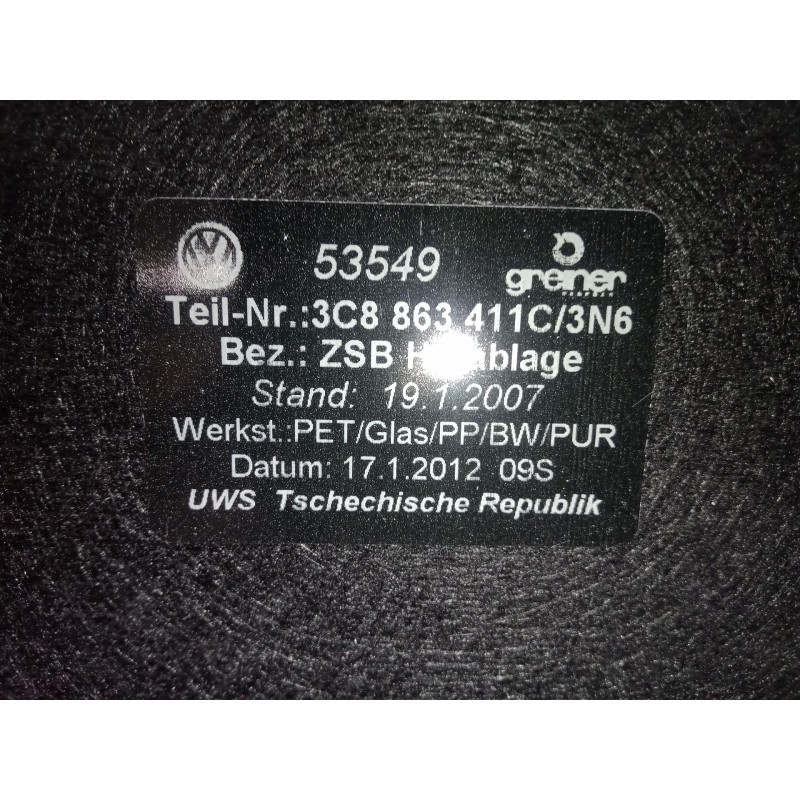 53549 greiner
Teil-Nr.:3C8 863 411C/3N6
Bez.: ZSB
Stand: 19.1.2007
Werkst.:PET/Glas/PP/BW/PUR
Datum: 17.1.2012 09S
UWS Tschechische Republik